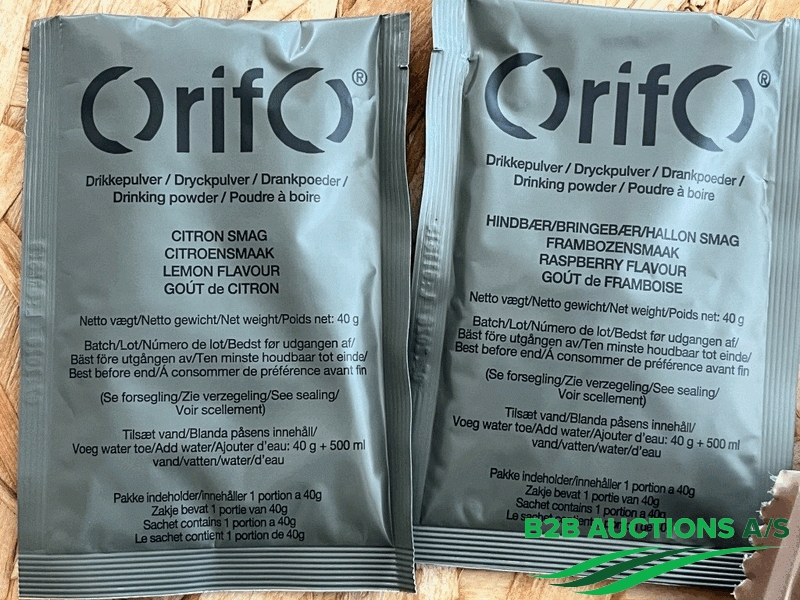 OrifO®
Drikkepulver / Dryckpulver / Drankpoeder /
Drinking powder / Poudre à boire
CITRON SMAG
CITROENSMAAK
LEMON FLAVOUR
GOÚT de CITRON
Netto vægt/Netto gewicht/Net weight/Poids net: 40 g
Batch/Lot/Número de lot/Bedst før udgangen af/
Bäst före utgången av/Ten minste houdbaar tot einde/
Best before end/Á consommer de préférence avant fin
(Se forsegling/Zie verzegeling/See sealing/
Voir scellement)
Tilsæt vand/Blanda påsens innehåll/
Voeg water toe/Add water/Ajouter d'eau: 40 g + 500 ml
vand/vatten/water/d'eau
Pakke indeholder/innehåller 1 portion a 40g
Zakje bevat 1 portie van 40g
Sachet contains 1 portion a 40g
Le sachet contient 1 portion de 40g
OrifO®
Drikkepulver / Dryckpulver / Drankpoeder /
Drinking powder / Poudre à boire
HINDBÆR/BRINGEBÆR/HALLON SMAG
FRAMBOZENSMAAK
RASPBERRY FLAVOUR
GOÚT de FRAMBOISE
Netto vægt/Netto gewicht/Net weight/Poids net: 40 g
Batch/Lot/Número de lot/Bedst før udgangen af/
Bäst före utgången av/Ten minste houdbaar tot einde/
Best before end/Á consommer de préférence avant fin
(Se forsegling/Zie verzegeling/See sealing/
Voir scellement)
Tilsæt vand/Blanda påsens innehåll/
Voeg water toe/Add water/Ajouter d'eau: 40 g + 500 ml
vand/vatten/water/d'eau
Pakke indeholder/innehåller 1 portion a 40g
Zakje bevat 1 portie van 40g
Sachet contains 1 portion a 40g
Le sachet contient
B2B AUCTIONS A/S